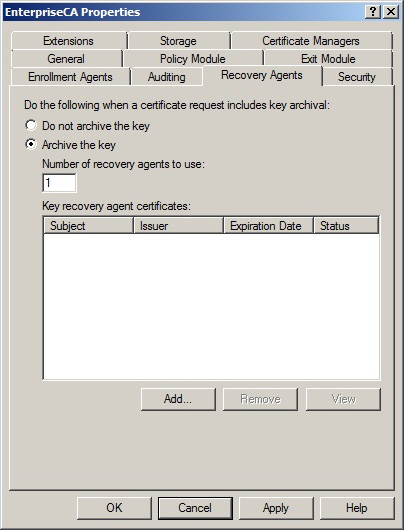 EnterpriseCA Properties
Extensions Storage Certificate Managers
General Policy Module Exit Module
Enrollment Agents Auditing Recovery Agents Security
Do the following when a certificate request includes key archival:
Do not archive the key
Archive the key
Number of recovery agents to use:
1
Key recovery agent certificates:
Subject Issuer Expiration Date Status
Add... Remove View
OK Cancel Apply Help